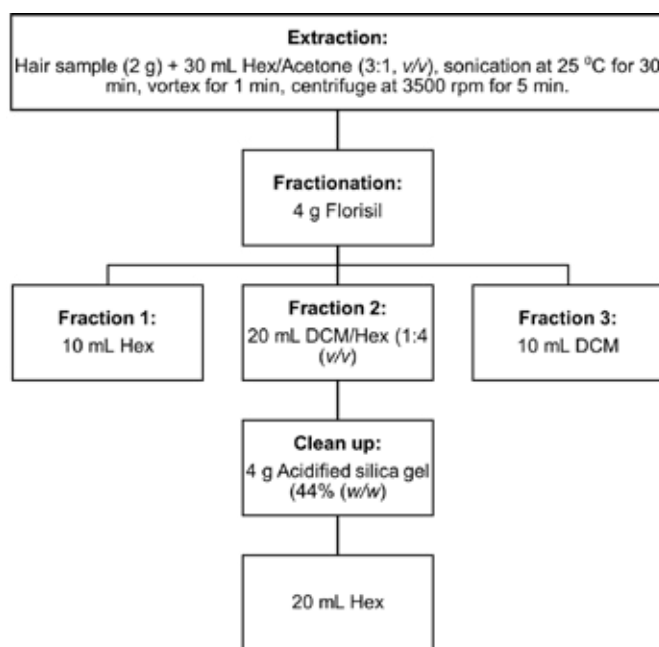 Extraction:
Hair sample (2 g) + 30 mL Hex/Acetone (3:1, v/v), sonication at 25 ⁰C for 30
min, vortex for 1 min, centrifuge at 3500 rpm for 5 min.
Fractionation:
4 g Florisil
Fraction 1:
10 mL Hex
Fraction 2:
20 mL DCM/Hex (1:4
(v/v)
Fraction 3:
10 mL DCM
Clean up:
4 g Acidified silica gel
(44% (w/w)
20 mL Hex